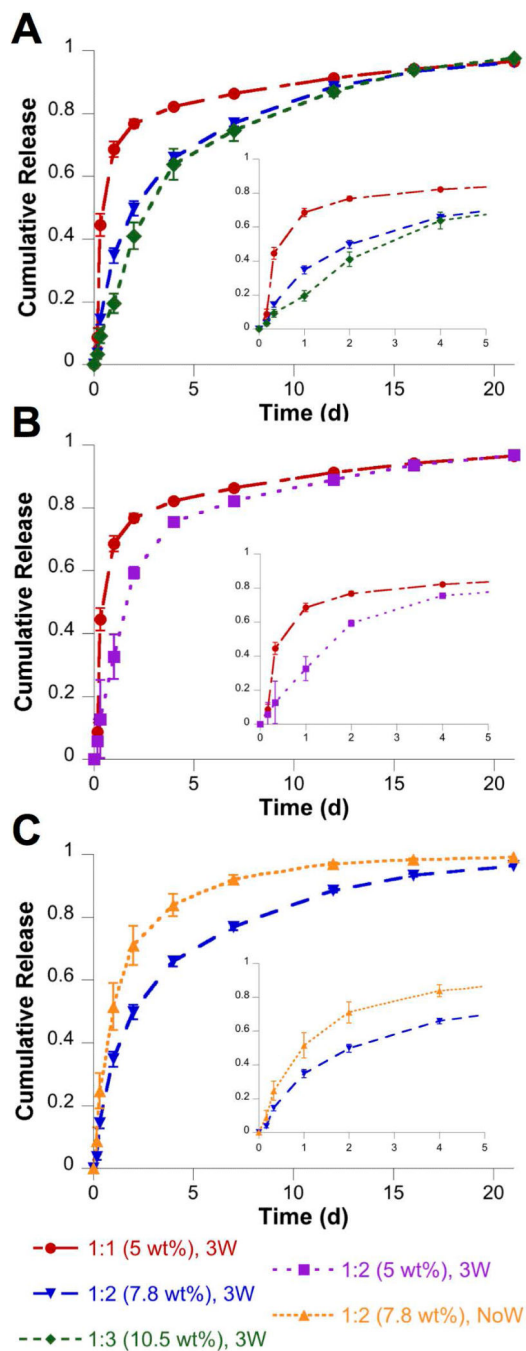 A
1
0.8
0.6
0.4
0.2
0
Cumulative Release
1
0.8
0.6
0.4
0.2
0
0 1 2 3 4 5
0 5 10 15 20
Time (d)
B
1
0.8
0.6
0.4
0.2
0
Cumulative Release
1
0.8
0.6
0.4
0.2
0
0 1 2 3 4 5
0 5 10 15 20
Time (d)
C
1
0.8
0.6
0.4
0.2
0
Cumulative Release
1
0.8
0.6
0.4
0.2
0
0 1 2 3 4 5
0 5 10 15 20
Time (d)
1:1 (5 wt%), 3W
1:2 (7.8 wt%), 3W
1:3 (10.5 wt%), 3W
1:2 (5 wt%), 3W
1:2 (7.8 wt%), NoW